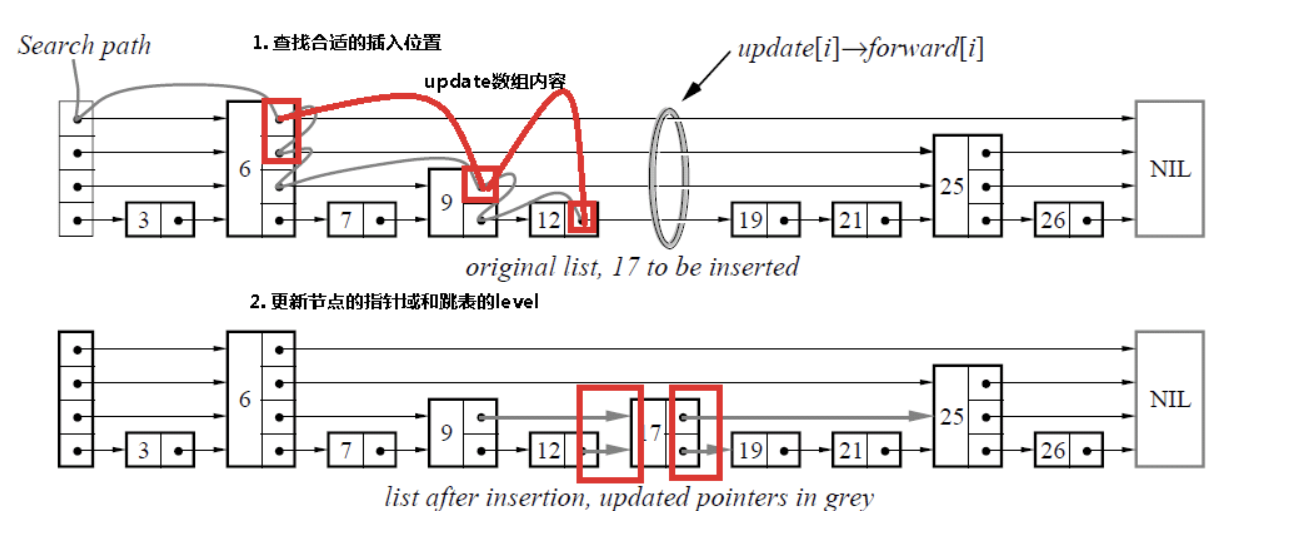 Search path
1. 查找合适的插入位置
update[i]→forward[i]
update数组内容
6
NIL
25
9
3
7
12
19
21
26
original list, 17 to be inserted
2. 更新节点的指针域和跳表的level
6
NIL
25
9
17
3
7
12
19
21
26
list after insertion, updated pointers in grey